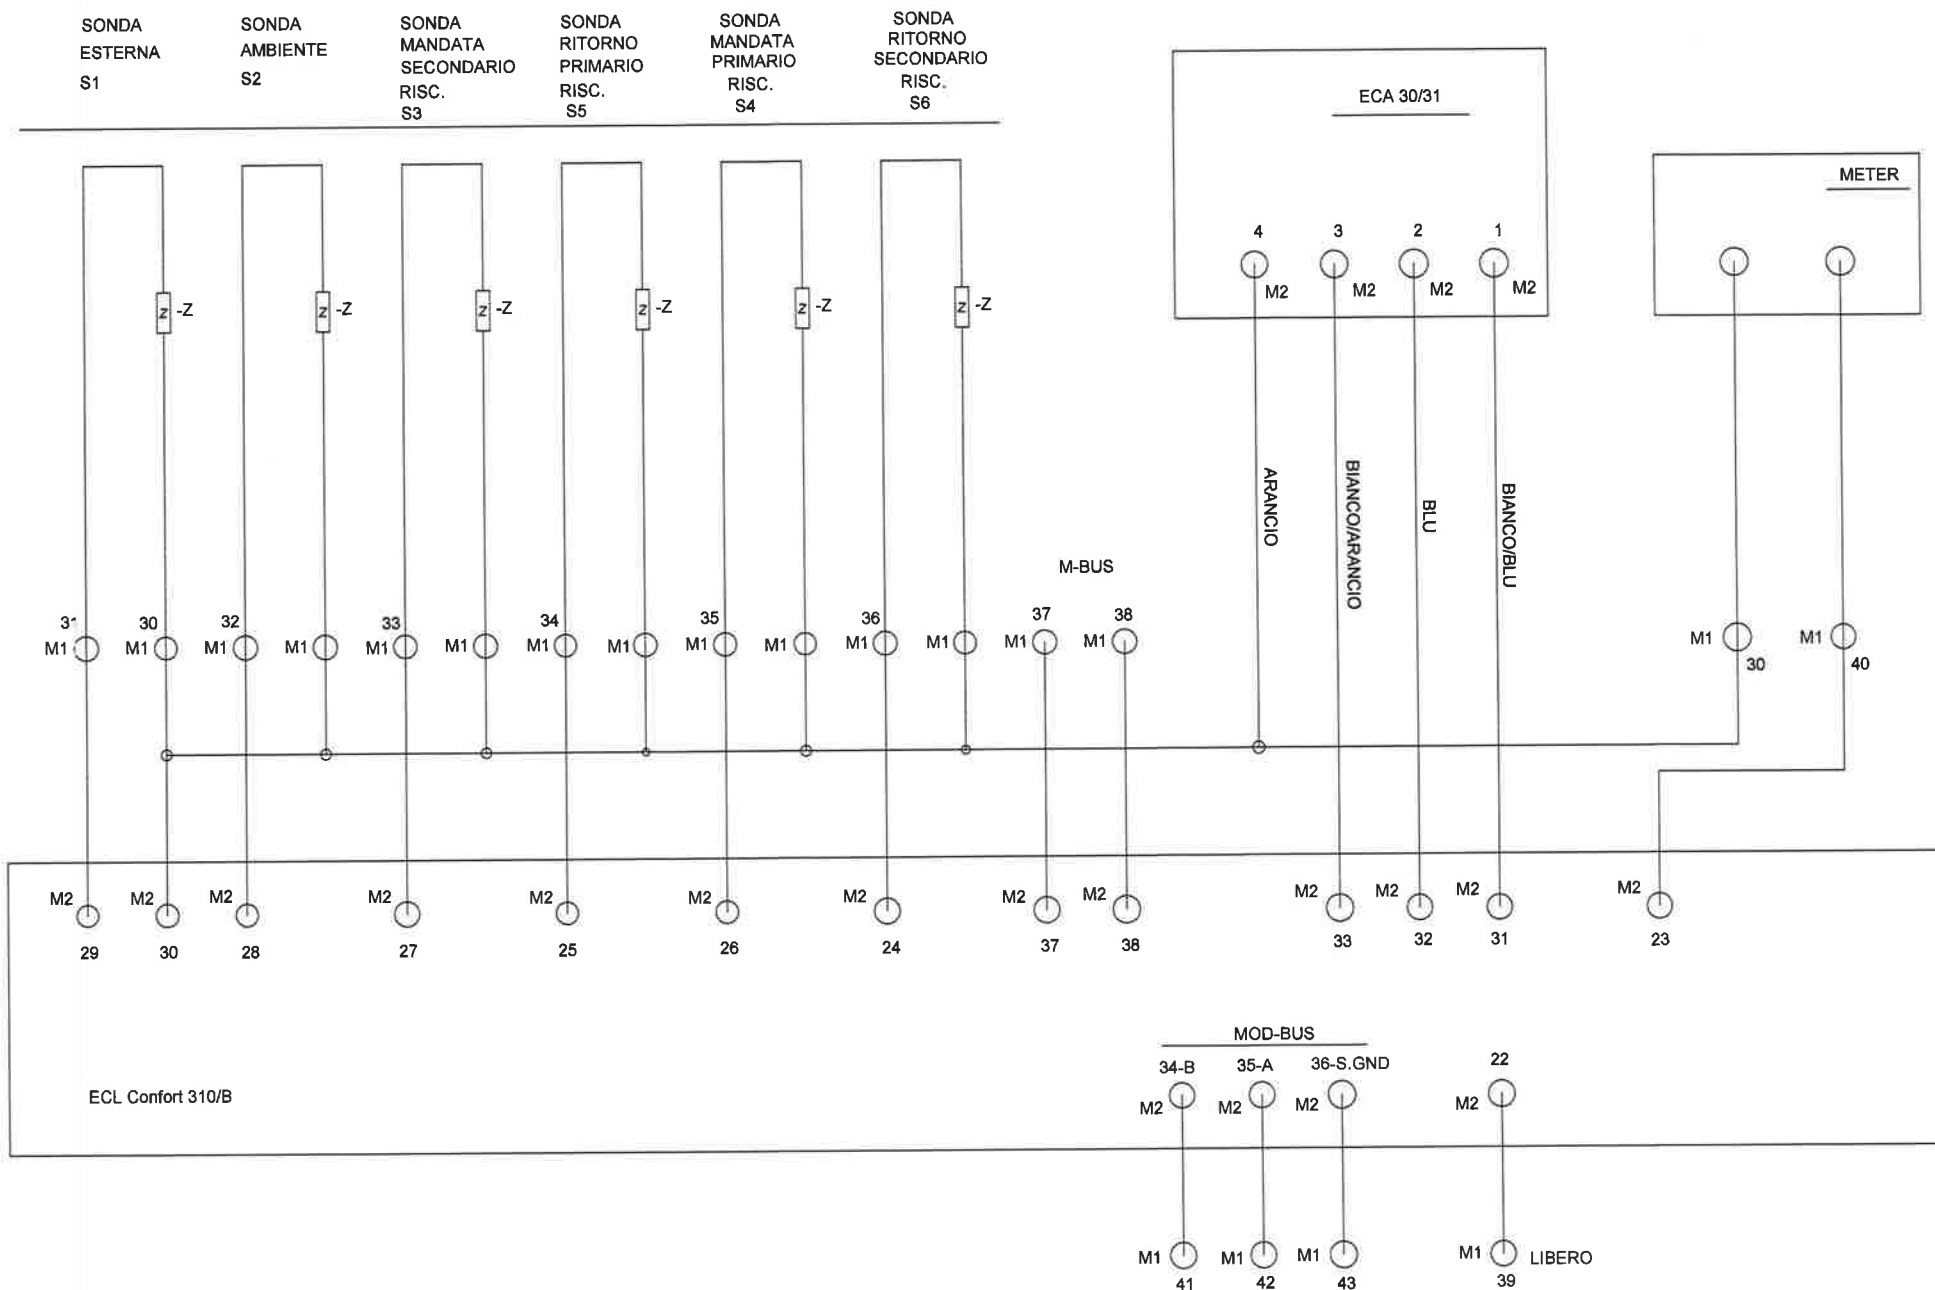 SONDA
ESTERNA
S1
SONDA
AMBIENTE
S2
SONDA
MANDATA
SECONDARIO
RISC.
S3
SONDA
RITORNO
PRIMARIO
RISC.
S5
SONDA
MANDATA
PRIMARIO
RISC.
S4
SONDA
RITORNO
SECONDARIO
RISC.
S6
ECA 30/31
METER
4 3 2 1
M2 M2 M2 M2
Z -Z Z -Z Z -Z Z -Z Z -Z Z -Z
ARANCIO
BIANCO/ARANCIO
BLU
BIANCO/BLU
M-BUS
31 30 32 33 34 35 36 37 38
M1 M1 M1 M1 M1 M1 M1 M1 M1 M1 M1 M1 M1 M1 M1 M1
30 40
M2 M2 M2 M2 M2 M2 M2 M2 M2 M2 M2 M2 M2
29 30 28 27 25 26 24 37 38 33 32 31 23
MOD-BUS
34-B 35-A 36-S.GND 22
M2 M2 M2 M2
ECL Confort 310/B
M1 M1 M1 M1 LIBERO
41 42 43 39